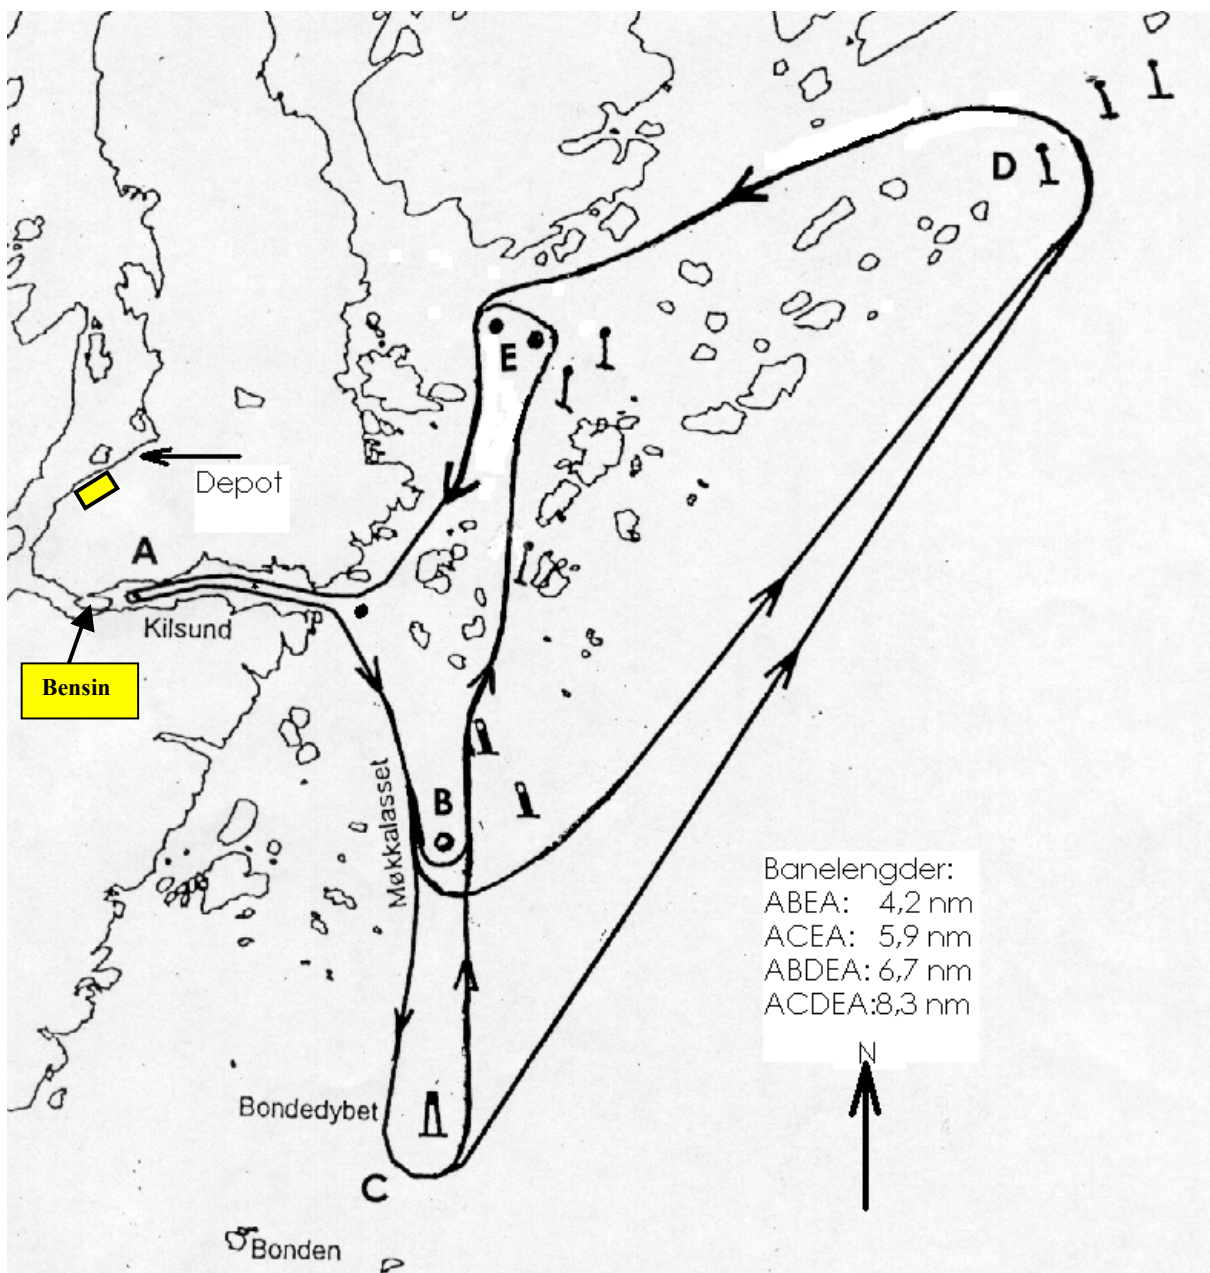 D
E
Depot
A
Kilsund
Bensin
Møkkalasset
B
Banelengder:
ABEA: 4,2 nm
ACEA: 5,9 nm
ABDEA: 6,7 nm
ACDEA:8,3 nm
N
Bondedybet
C
Bonden